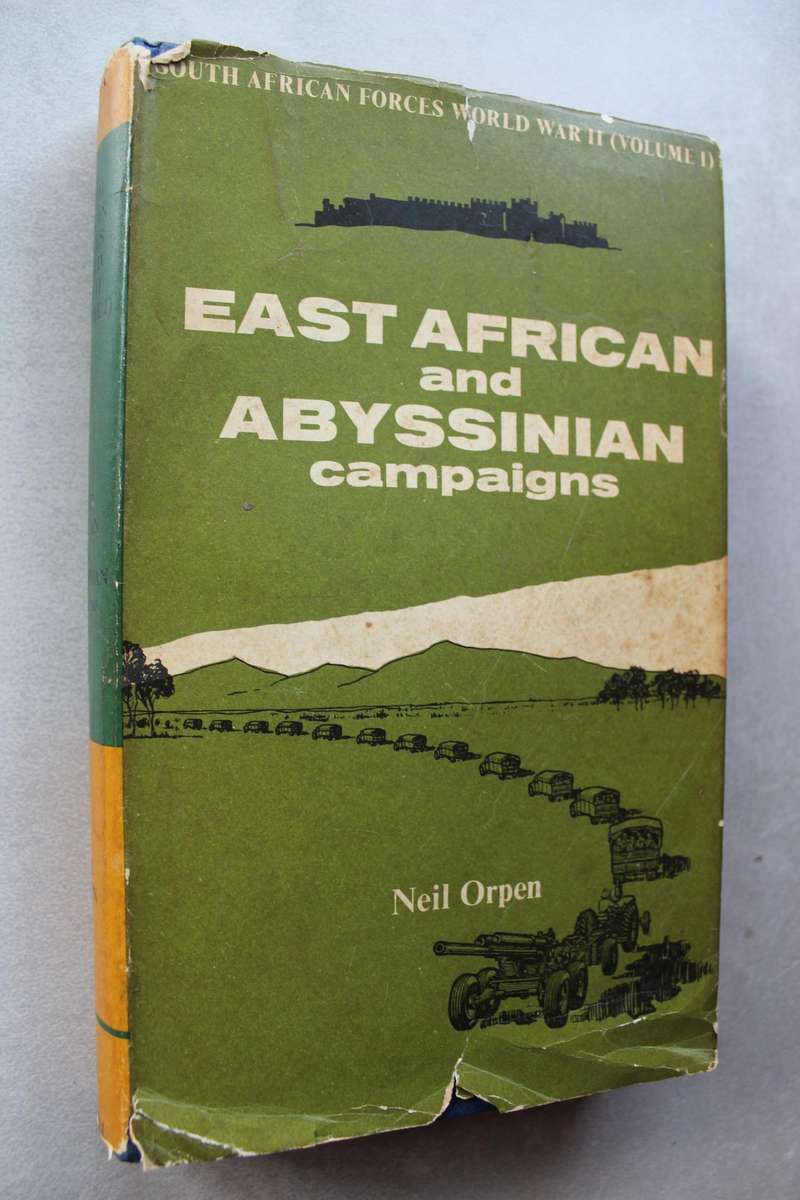 SOUTH AFRICAN FORCES WORLD WAR II (VOLUME I)
EAST AFRICAN
and
ABYSSINIAN
campaigns
Neil Orpen